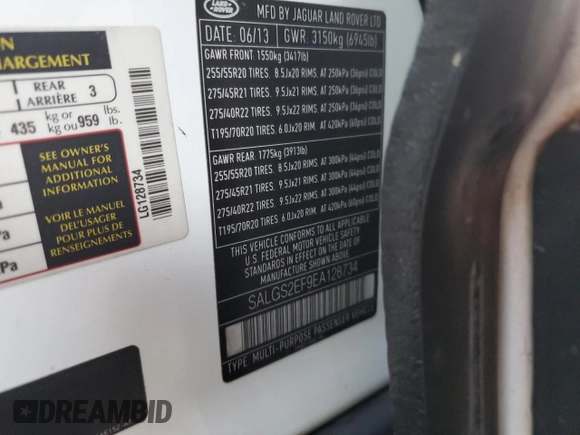 ON
CHARGEMENT
REAR
ARRIÈRE 3
435 kg or lbs.
kg ou 959 lb.
SEE OWNER'S
MANUAL FOR
ADDITIONAL
INFORMATION
VOIR LE MANUEL
DE L'USAGER
POUR PLUS DE
RENSEIGNEMENTS
Pa
LG128734
LAND ROVER
MFD BY JAGUAR LAND ROVER LTD
DATE: 06/13 GWR: 3150kg (6945lb)
GAWR FRONT: 1550kg (3417lb)
255/55R20 TIRES. 8.5Jx20 RIMS. AT 250kPa (36psi) COLD
275/45R21 TIRES. 9.5Jx21 RIMS. AT 250kPa (36psi) COLD
275/40R22 TIRES. 9.5Jx22 RIMS. AT 250kPa (36psi) COLD
T195/70R20 TIRES. 6.0Jx20 RIM. AT 420kPa (60psi) COLD
GAWR REAR: 1775kg (3913lb)
255/55R20 TIRES. 8.5Jx20 RIMS. AT 300kPa (44psi) COLD
275/45R21 TIRES. 9.5Jx21 RIMS. AT 300kPa (44psi) COLD
275/40R22 TIRES. 9.5Jx22 RIMS. AT 300kPa (44psi) COLD
T195/70R20 TIRES. 6.0Jx20 RIM. AT 420kPa (60psi) COLD
THIS VEHICLE CONFORMS TO ALL APPLICABLE
U.S. FEDERAL MOTOR VEHICLE SAFETY STANDARDS
IN EFFECT ON THE DATE OF
MANUFACTURE SHOWN ABOVE
SALGS2EF9EA128734
TYPE: MULTI-PURPOSE PASSENGER VEHICLE
DREAMBID